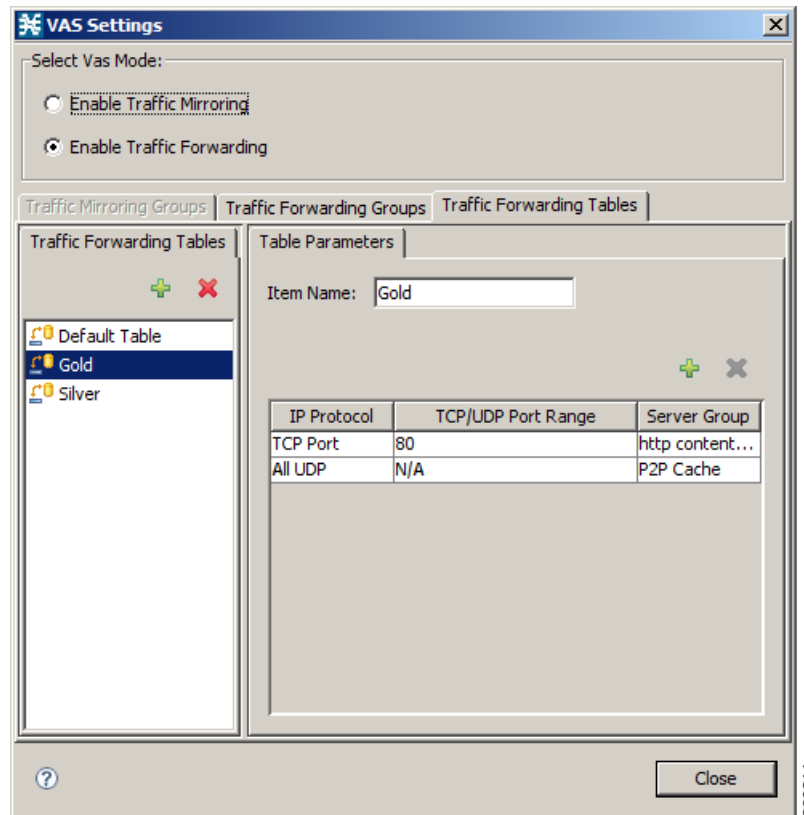 VAS Settings
Select Vas Mode:
Enable Traffic Mirroring
Enable Traffic Forwarding
Traffic Mirroring Groups Traffic Forwarding Groups Traffic Forwarding Tables
Traffic Forwarding Tables Table Parameters
Item Name: Gold
Default Table
Gold
Silver
IP Protocol TCP/UDP Port Range Server Group
TCP Port 80 http content...
All UDP N/A P2P Cache
Close